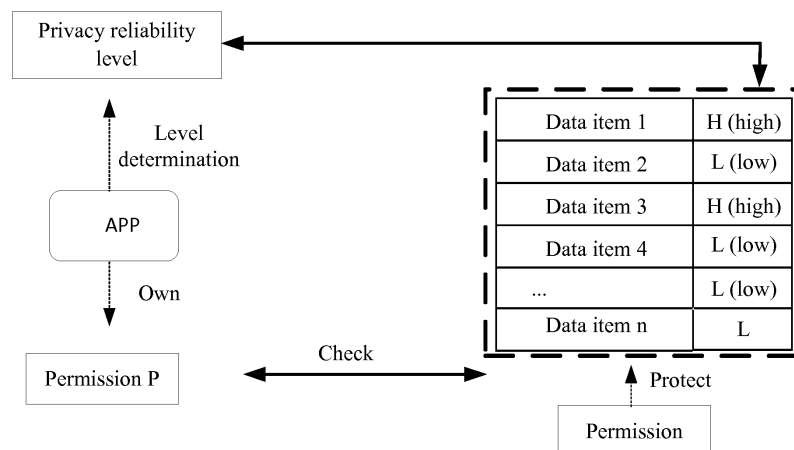 Privacy reliability
level
Level
determination
APP
Own
Permission P
Check
Data item 1 H (high)
Data item 2 L (low)
Data item 3 H (high)
Data item 4 L (low)
... L (low)
Data item n L
Protect
Permission